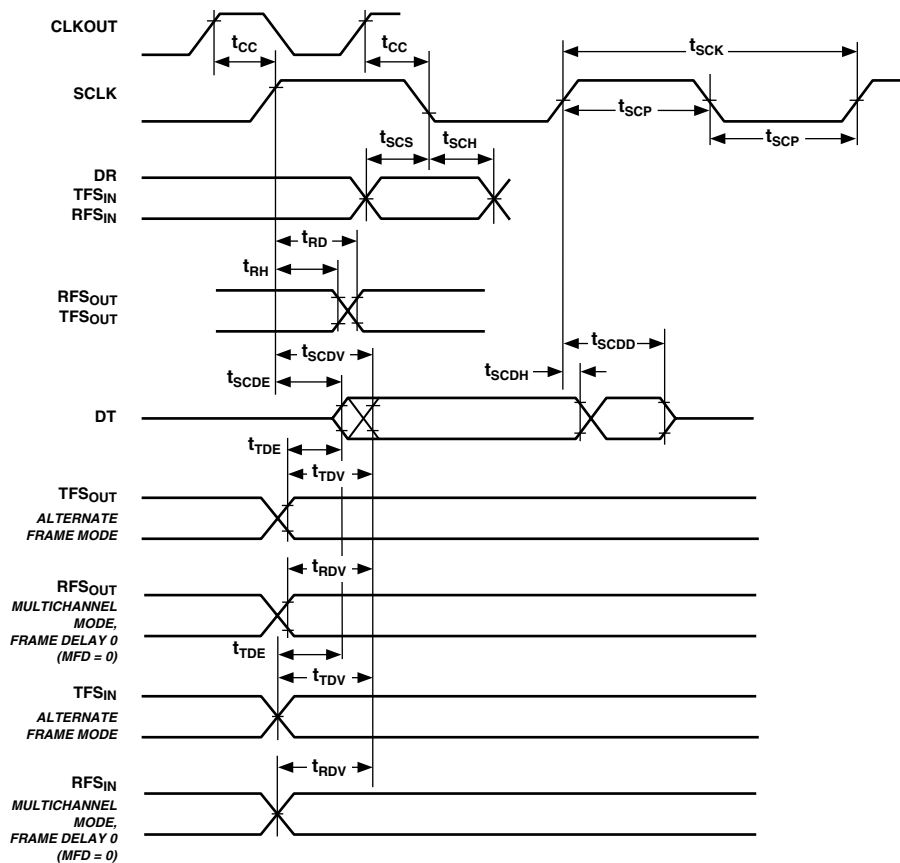 CLKOUT
tCC
tCC
tSCK
SCLK
tSCP
tSCP
tSCS
tSCH
DR
TFSIN
RFSIN
tRD
tRH
RFSOUT
TFSOUT
tSCDV
tSCDD
tSCDH
tSCDE
DT
tTDE
tTDV
TFSOUT
ALTERNATE
FRAME MODE
tRDV
RFSOUT
MULTICHANNEL
MODE,
FRAME DELAY 0
(MFD = 0)
tTDE
tTDV
TFSIN
ALTERNATE
FRAME MODE
tRDV
RFSIN
MULTICHANNEL
MODE,
FRAME DELAY 0
(MFD = 0)